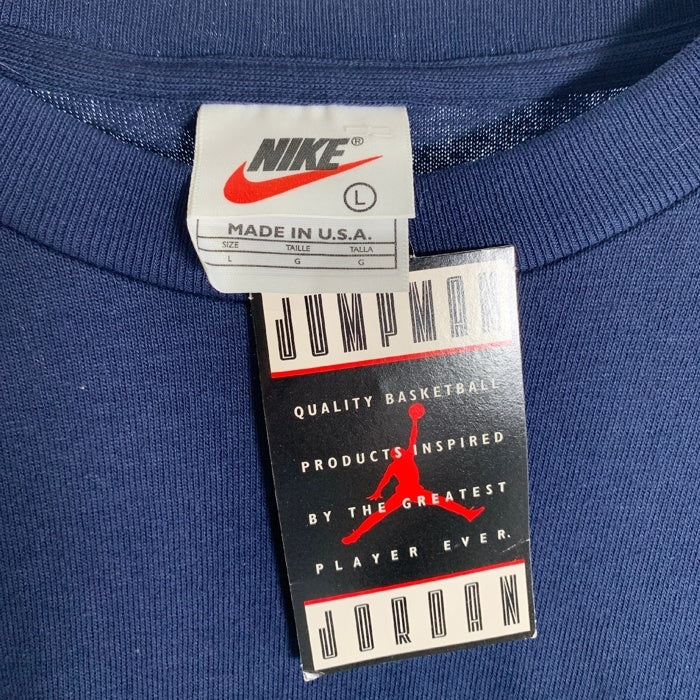 NIKE®
L
MADE IN U.S.A.
SIZE TAILLE TALLA
L G G
JUMPMAN
QUALITY BASKETBALL
PRODUCTS INSPIRED
BY THE GREATEST
PLAYER EVER.
JORDAN